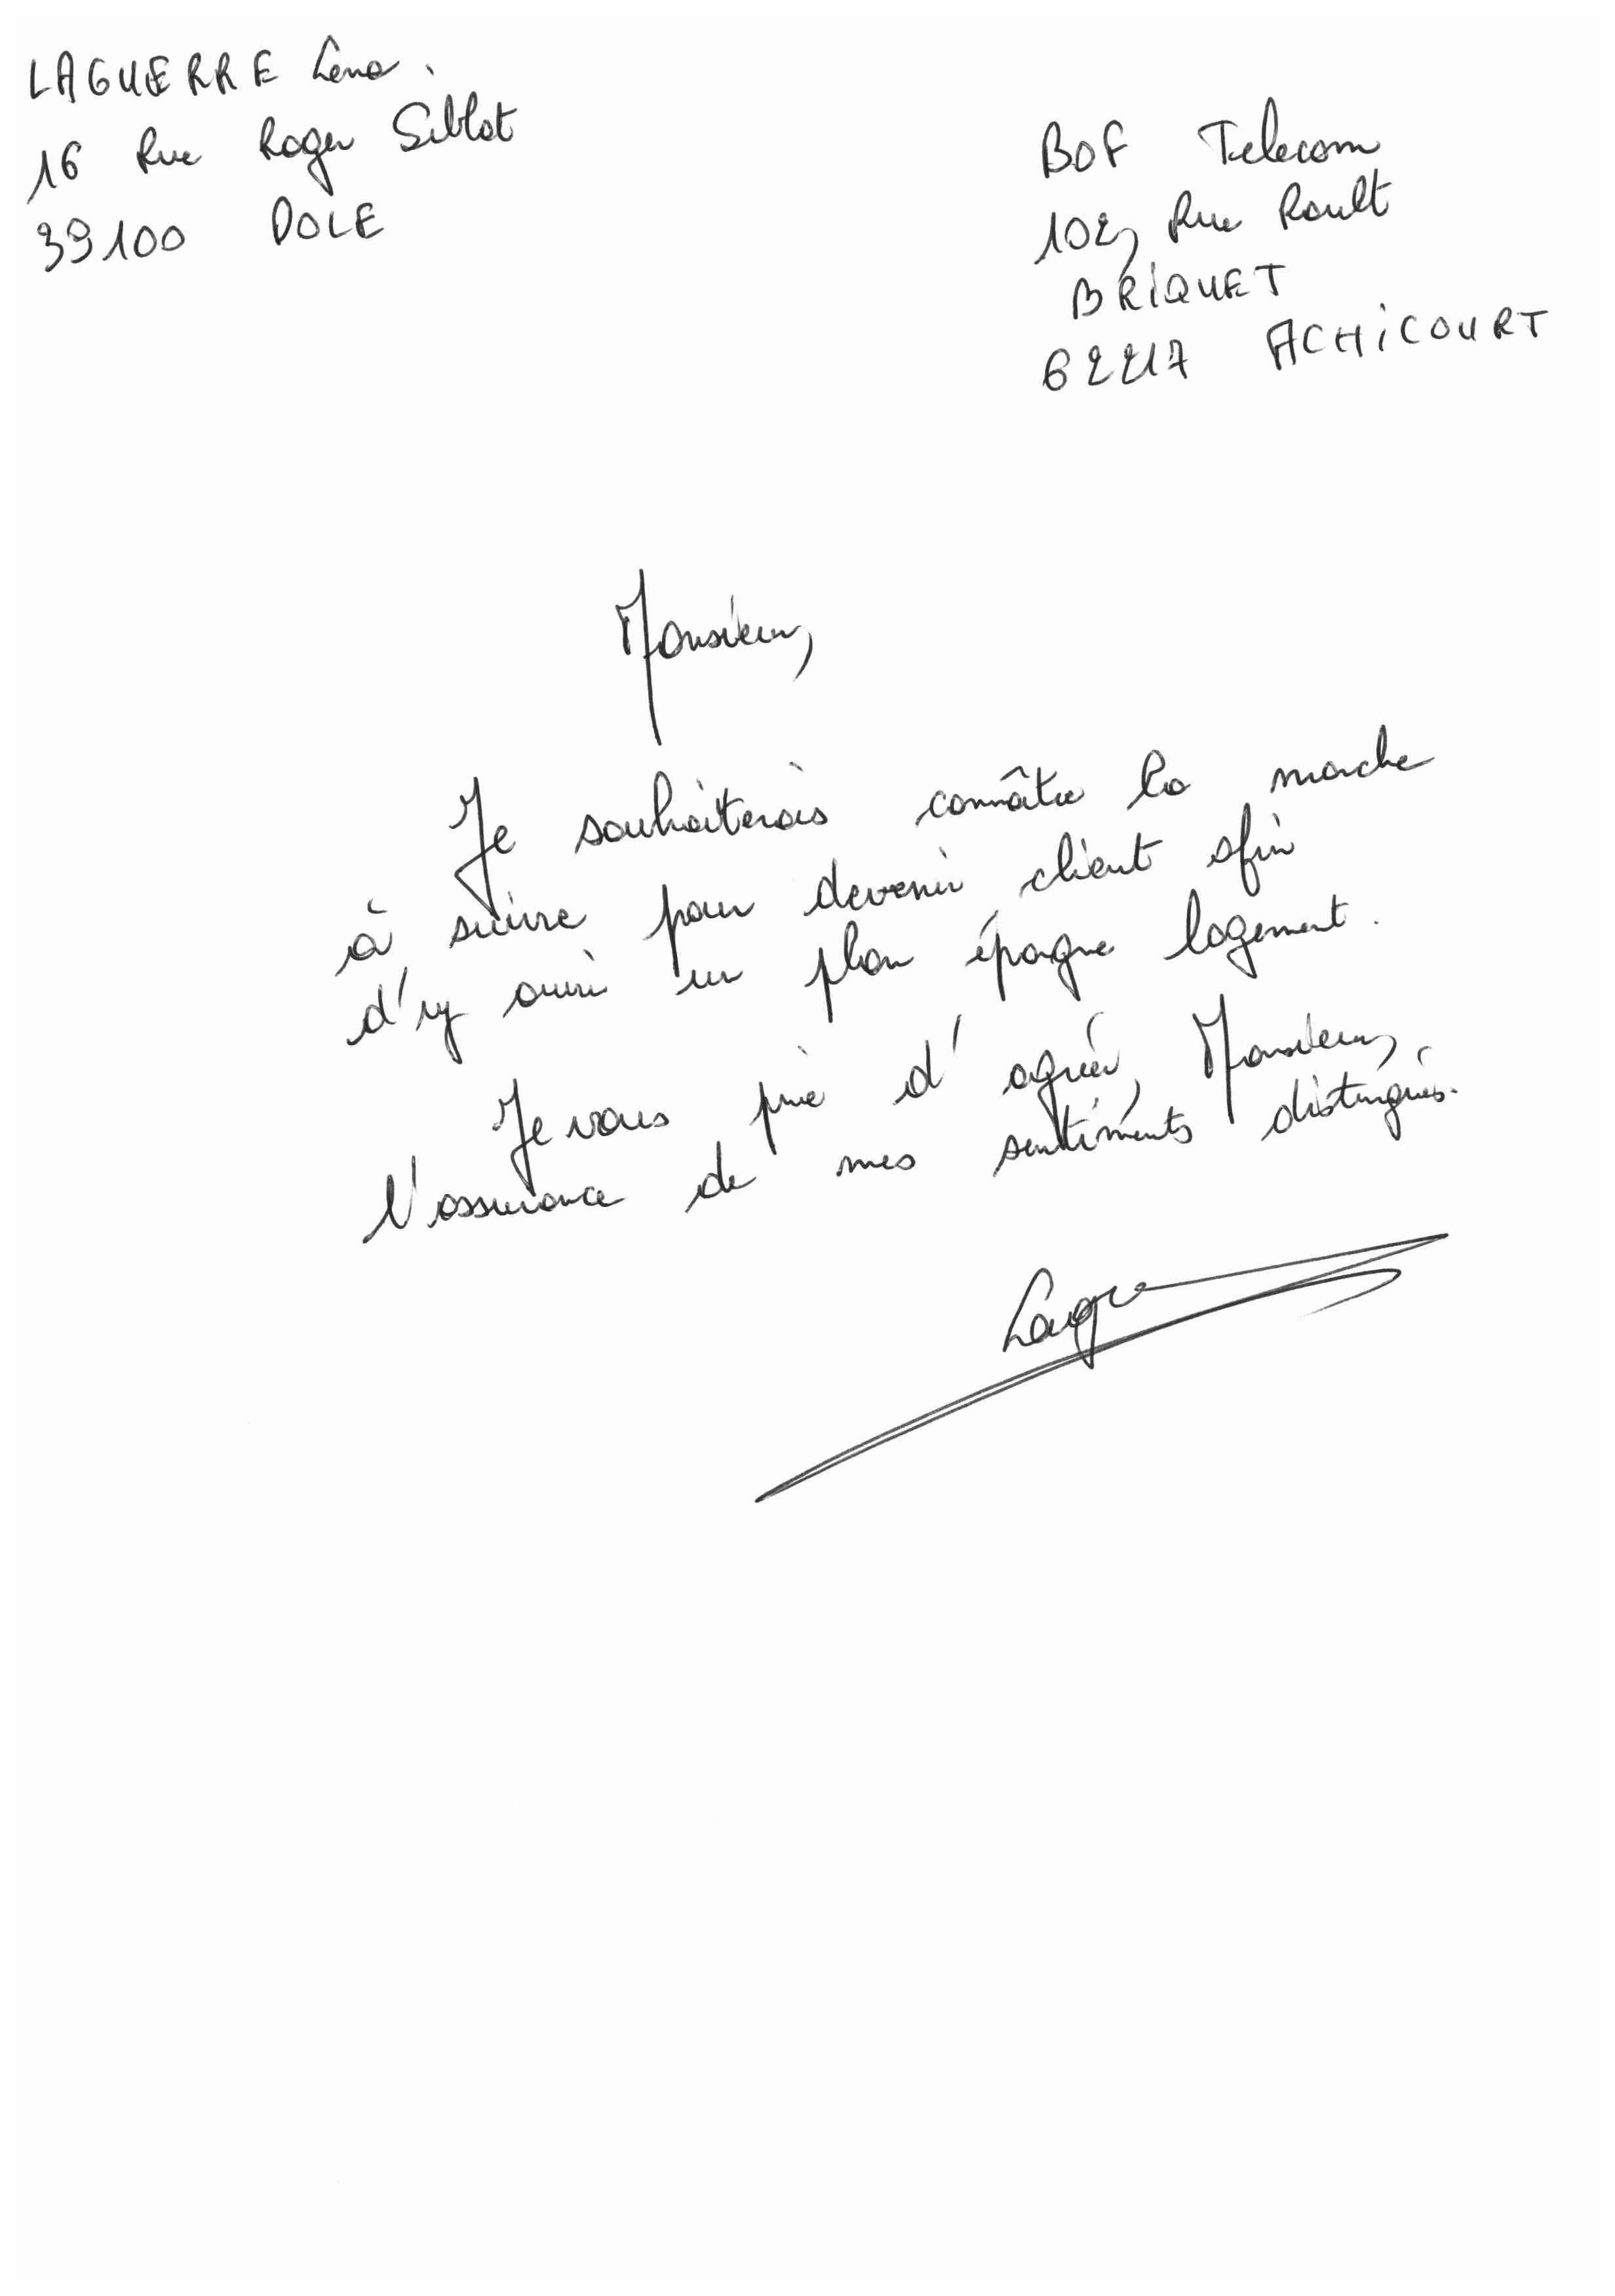 LAGUERRE Lena.
16 Rue Roger Siblot
39100 DOLE
BOF Telecom
102, Rue Roult
BRIQUET
62217 ACHICOURT
Monsieur,
Je souhaiterais connaître la marche
à suivre pour devenir client afin
d'y ouvrir un plan épargne logement.
Je vous prie d'agréer, Monsieur,
l'assurance de mes sentiments distingués.